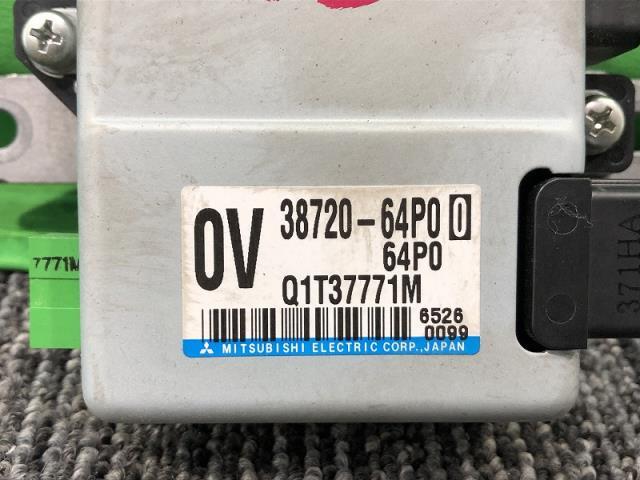 0V
38720-64P0 0
64P0
Q1T37771M
6526
0099
MITSUBISHI ELECTRIC CORP.,JAPAN
7771M
371HA